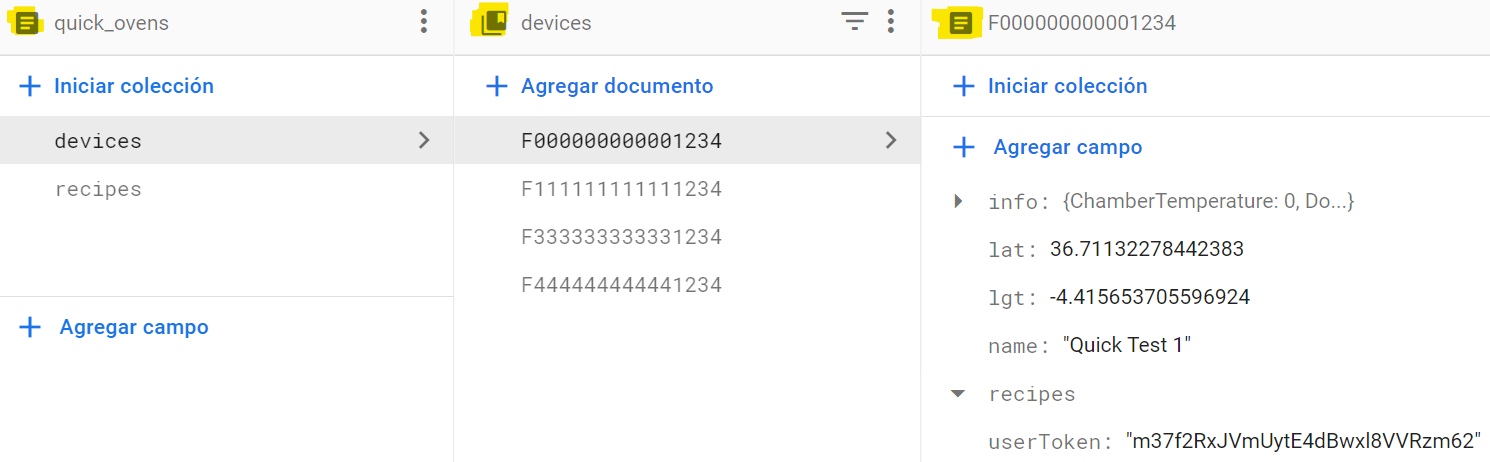 quick_ovens
Iniciar colección
devices
recipes
Agregar campo
devices
Agregar documento
F000000000001234
F111111111111234
F333333333331234
F444444444441234
F000000000001234
Iniciar colección
Agregar campo
info: {ChamberTemperature: 0, Do...}
lat: 36.71132278442383
lgt: -4.415653705596924
name: "Quick Test 1"
recipes
userToken: "m37f2RxJVmUytE4dBwxl8VVRzm62"